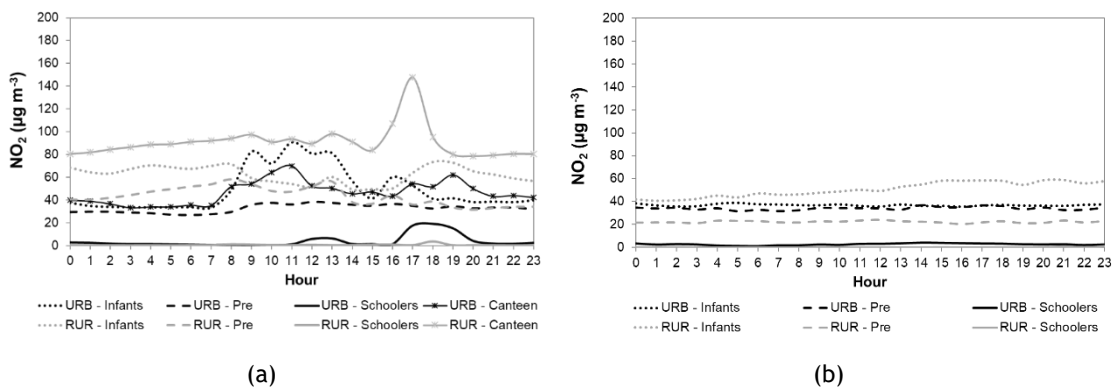 200
180
160
140
120
100
80
60
40
20
0
NO₂ (µg m⁻³)
0 1 2 3 4 5 6 7 8 9 10 11 12 13 14 15 16 17 18 19 20 21 22 23
Hour
URB - Infants URB - Pre URB - Schoolers URB - Canteen
RUR - Infants RUR - Pre RUR - Schoolers RUR - Canteen
(a)
200
180
160
140
120
100
80
60
40
20
0
NO₂ (µg m⁻³)
0 1 2 3 4 5 6 7 8 9 10 11 12 13 14 15 16 17 18 19 20 21 22 23
Hour
URB - Infants URB - Pre URB - Schoolers
RUR - Infants RUR - Pre RUR - Schoolers
(b)